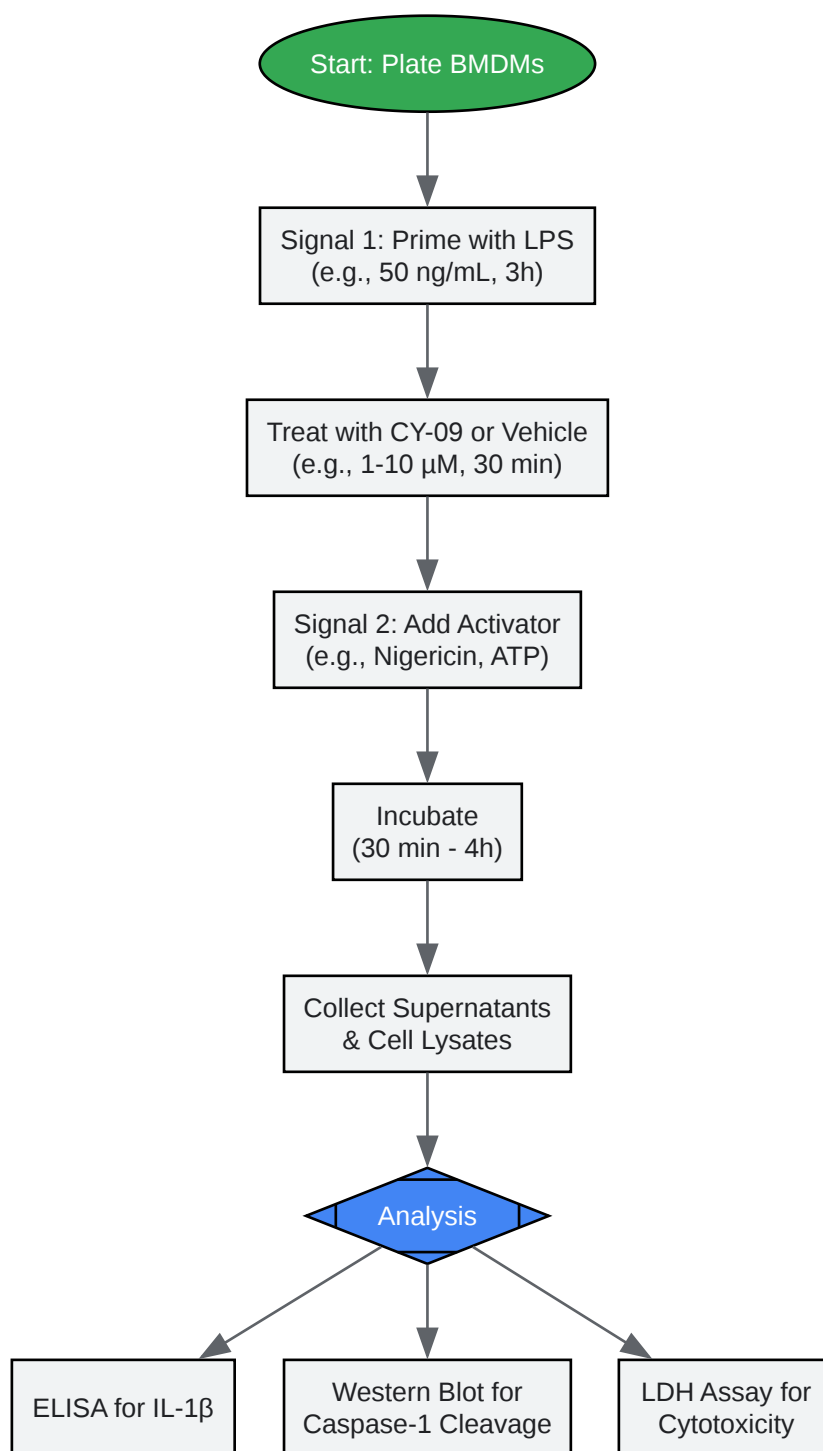 Start: Plate BMDMs
Signal 1: Prime with LPS
(e.g., 50 ng/mL, 3h)
Treat with CY-09 or Vehicle
(e.g., 1-10 µM, 30 min)
Signal 2: Add Activator
(e.g., Nigericin, ATP)
Incubate
(30 min - 4h)
Collect Supernatants
& Cell Lysates
Analysis
ELISA for IL-1β
Western Blot for
Caspase-1 Cleavage
LDH Assay for
Cytotoxicity